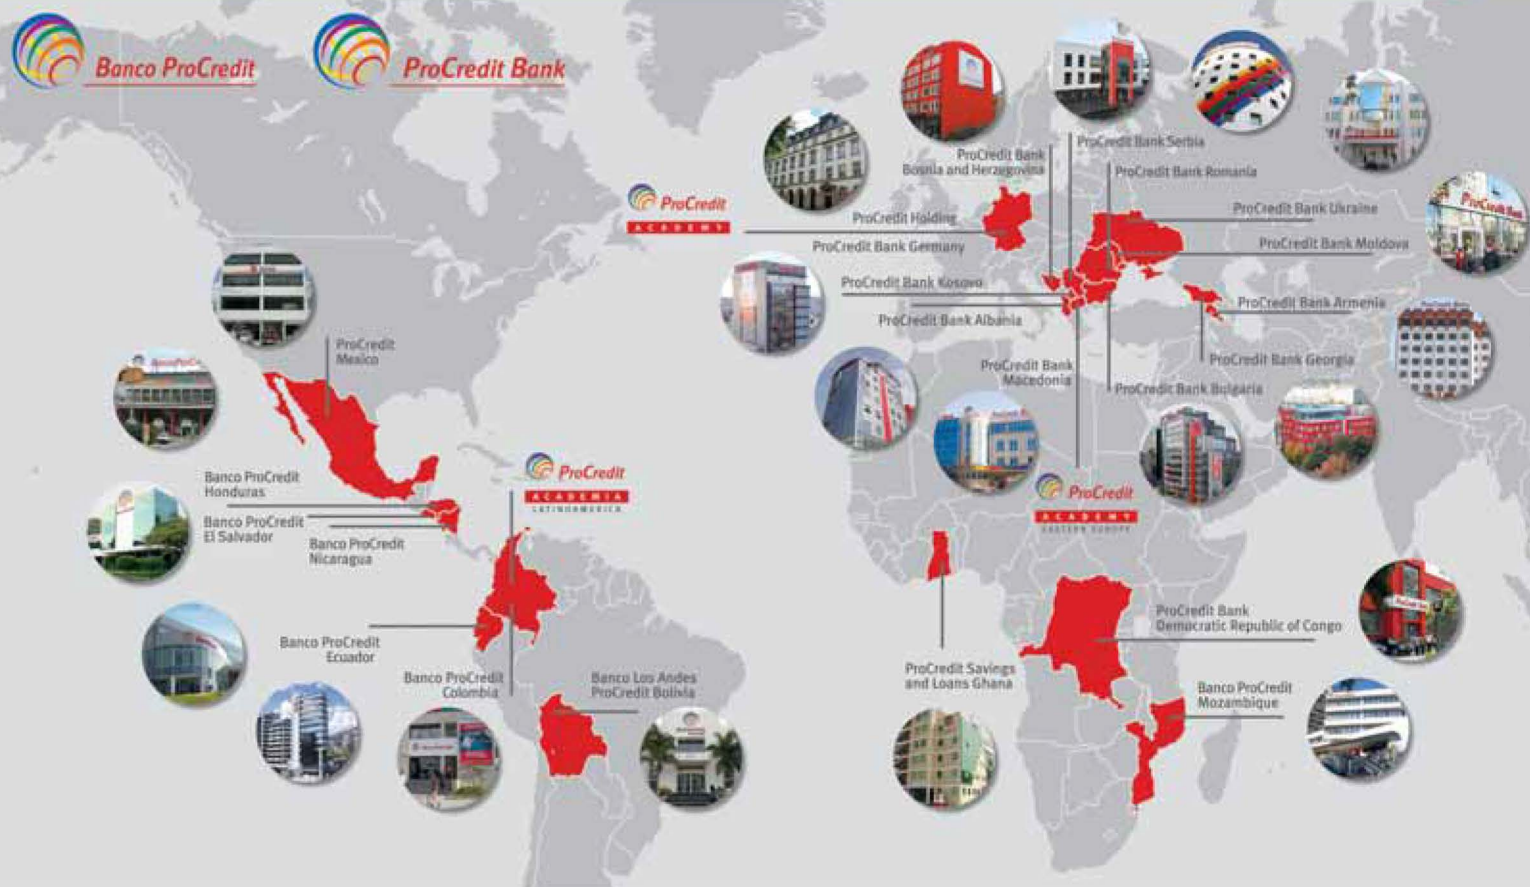 Banco ProCredit
ProCredit Bank
ProCredit Bank
Bosnia and Herzegovina
ProCredit Bank Serbia
ProCredit Bank Romania
ProCredit
ACADEMY
ProCredit Holding
ProCredit Bank Germany
ProCredit Bank Ukraine
ProCredit Bank Moldova
ProCredit Bank
ProCredit Bank Kosovo
ProCredit Bank Albania
ProCredit Bank Armenia
ProCredit Bank Georgia
ProCredit Bank
Macedonia
ProCredit Bank Bulgaria
ProCredit
Mexico
Banco ProCredit
Honduras
Banco ProCredit
El Salvador
Banco ProCredit
Nicaragua
ProCredit
ACADEMIA
LATINOAMERICA
ProCredit
ACADEMY
EASTERN EUROPE
Banco ProCredit
Ecuador
Banco ProCredit
Colombia
Banco Los Andes
ProCredit Bolivia
ProCredit Savings
and Loans Ghana
ProCredit Bank
Democratic Republic of Congo
Banco ProCredit
Mozambique